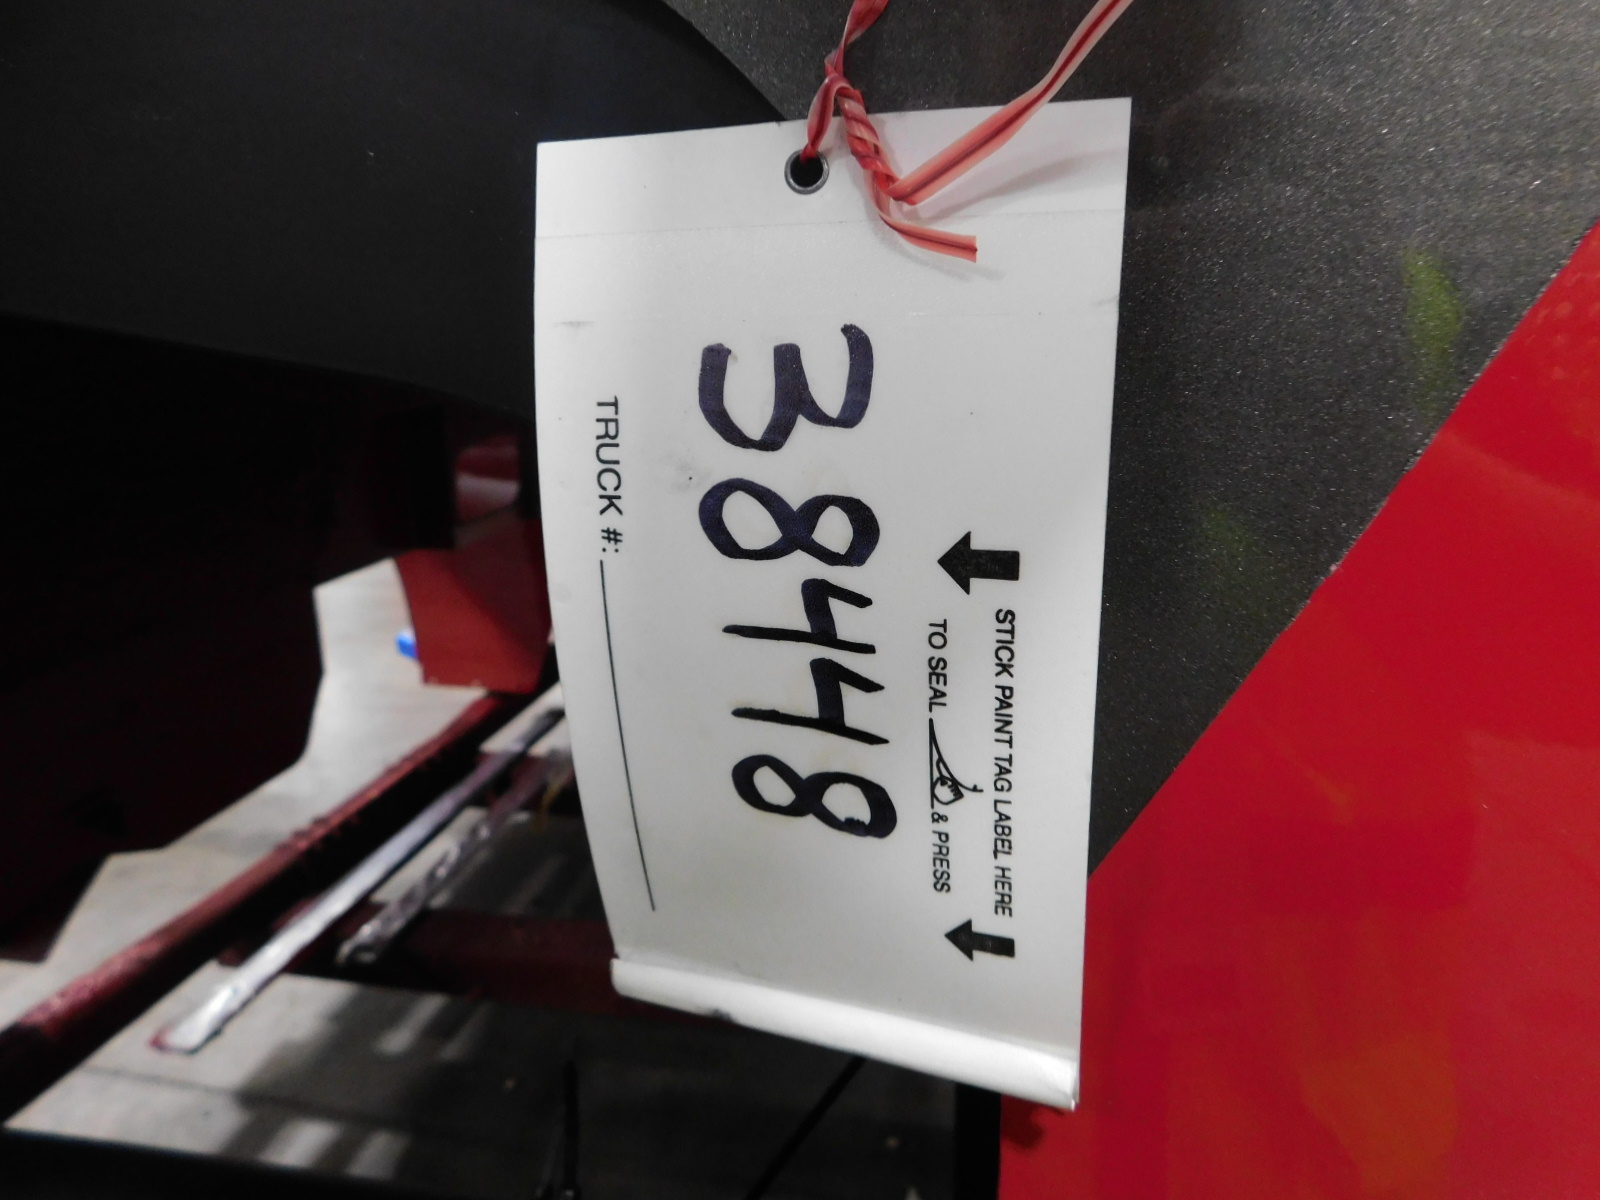 STICK PAINT TAG LABEL HERE
TO SEAL & PRESS
38448
TRUCK #: